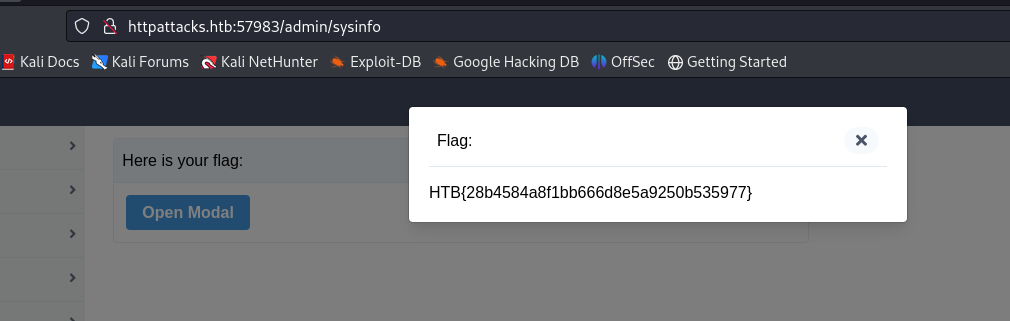 httpattacks.htb:57983/admin/sysinfo
Kali Docs Kali Forums Kali NetHunter Exploit-DB Google Hacking DB OffSec Getting Started
Flag:
Here is your flag:
HTB{28b4584a8f1bb666d8e5a9250b535977}
Open Modal